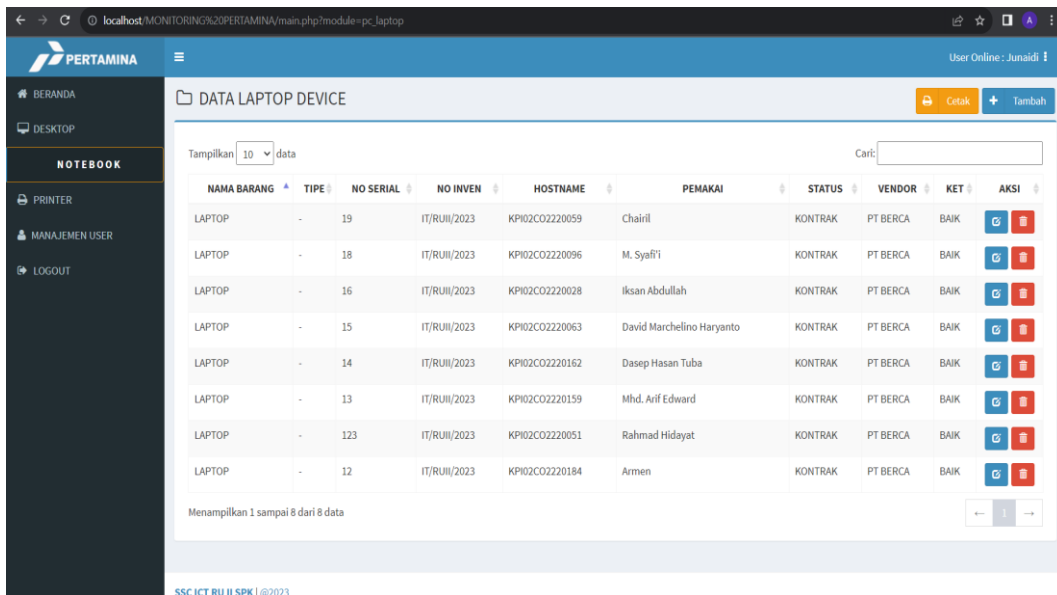 localhost/MONITORING%20PERTAMINA/main.php?module=pc_laptop
A
PERTAMINA
User Online : Junaidi
BERANDA
DESKTOP
NOTEBOOK
PRINTER
MANAJEMEN USER
LOGOUT
DATA LAPTOP DEVICE
Cetak
Tambah
Tampilkan 10 data
Cari:
NAMA BARANG TIPE NO SERIAL NO INVEN HOSTNAME PEMAKAI STATUS VENDOR KET AKSI
LAPTOP - 19 IT/RUII/2023 KPI02CO2220059 Chairil KONTRAK PT BERCA BAIK
LAPTOP - 18 IT/RUII/2023 KPI02CO2220096 M. Syafi'i KONTRAK PT BERCA BAIK
LAPTOP - 16 IT/RUII/2023 KPI02CO2220028 Iksan Abdullah KONTRAK PT BERCA BAIK
LAPTOP - 15 IT/RUII/2023 KPI02CO2220063 David Marchelino Haryanto KONTRAK PT BERCA BAIK
LAPTOP - 14 IT/RUII/2023 KPI02CO2220162 Dasep Hasan Tuba KONTRAK PT BERCA BAIK
LAPTOP - 13 IT/RUII/2023 KPI02CO2220159 Mhd. Arif Edward KONTRAK PT BERCA BAIK
LAPTOP - 123 IT/RUII/2023 KPI02CO2220051 Rahmad Hidayat KONTRAK PT BERCA BAIK
LAPTOP - 12 IT/RUII/2023 KPI02CO2220184 Armen KONTRAK PT BERCA BAIK
Menampilkan 1 sampai 8 dari 8 data
← 1 →
SSC ICT RU II SPK | @2023